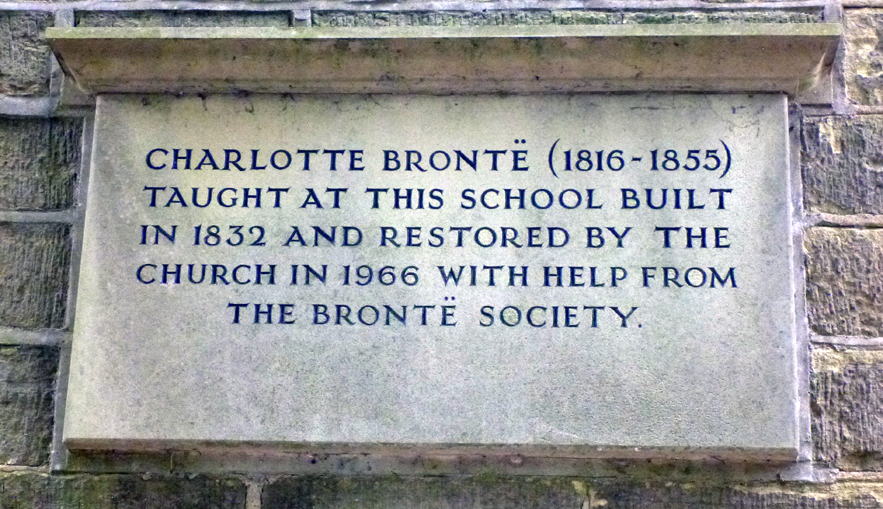 CHARLOTTE BRONTË (1816-1855)
TAUGHT AT THIS SCHOOL BUILT
IN 1832 AND RESTORED BY THE
CHURCH IN 1966 WITH HELP FROM
THE BRONTË SOCIETY.